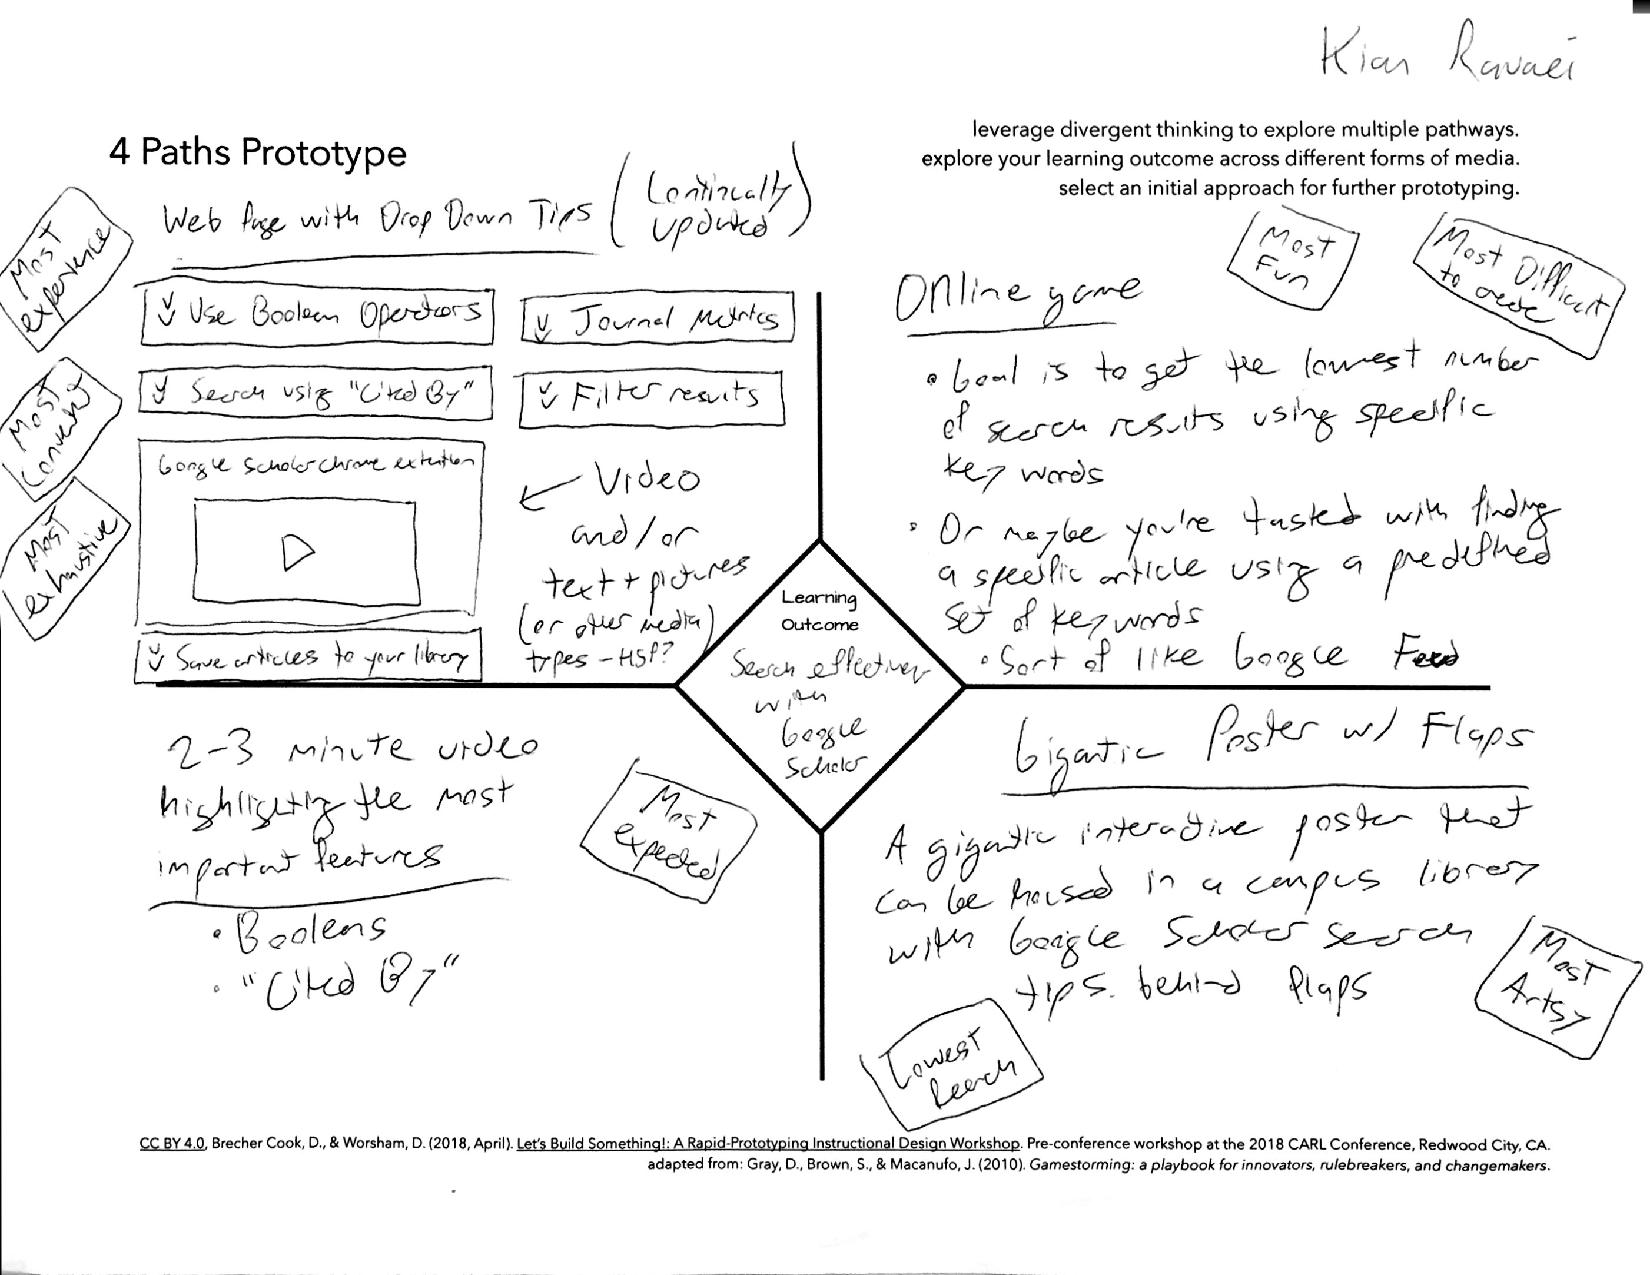 Kian Ravaei
4 Paths Prototype
leverage divergent thinking to explore multiple pathways.
explore your learning outcome across different forms of media.
select an initial approach for further prototyping.
Web Page with Drop Down Tips (Continually
updated)
Most
experience
Most
Most
exhaustive
Use Boolean Operators
Journal Metrics
Search using "Cited By"
Filter results
Google Scholar chrome extention
Video
and/or
text + pictures
(or other media)
types - H5P?
Save articles to your library
Most
Fun
Most Difficult
to create
Online game
• Goal is to get the lowest number
of search results using specific
key words
• Or maybe you're tasked with finding
a specific article using a predefined
set of keywords
• Sort of like Google Feud
Learning
Outcome
Search effectively
with
Google
Scholar
2-3 minute video
highlighting the most
important features
• Booleans
• "Cited By"
Most
expected
Gigantic Poster w/ Flaps
A gigantic interactive poster that
can be housed in a campus library
with Google Scholar search
tips behind flaps
Most
Artsy
Lowest
Reach
CC BY 4.0, Brecher Cook, D., & Worsham, D. (2018, April). Let's Build Something!: A Rapid-Prototyping Instructional Design Workshop. Pre-conference workshop at the 2018 CARL Conference, Redwood City, CA.
adapted from: Gray, D., Brown, S., & Macanufo, J. (2010). Gamestorming: a playbook for innovators, rulebreakers, and changemakers.